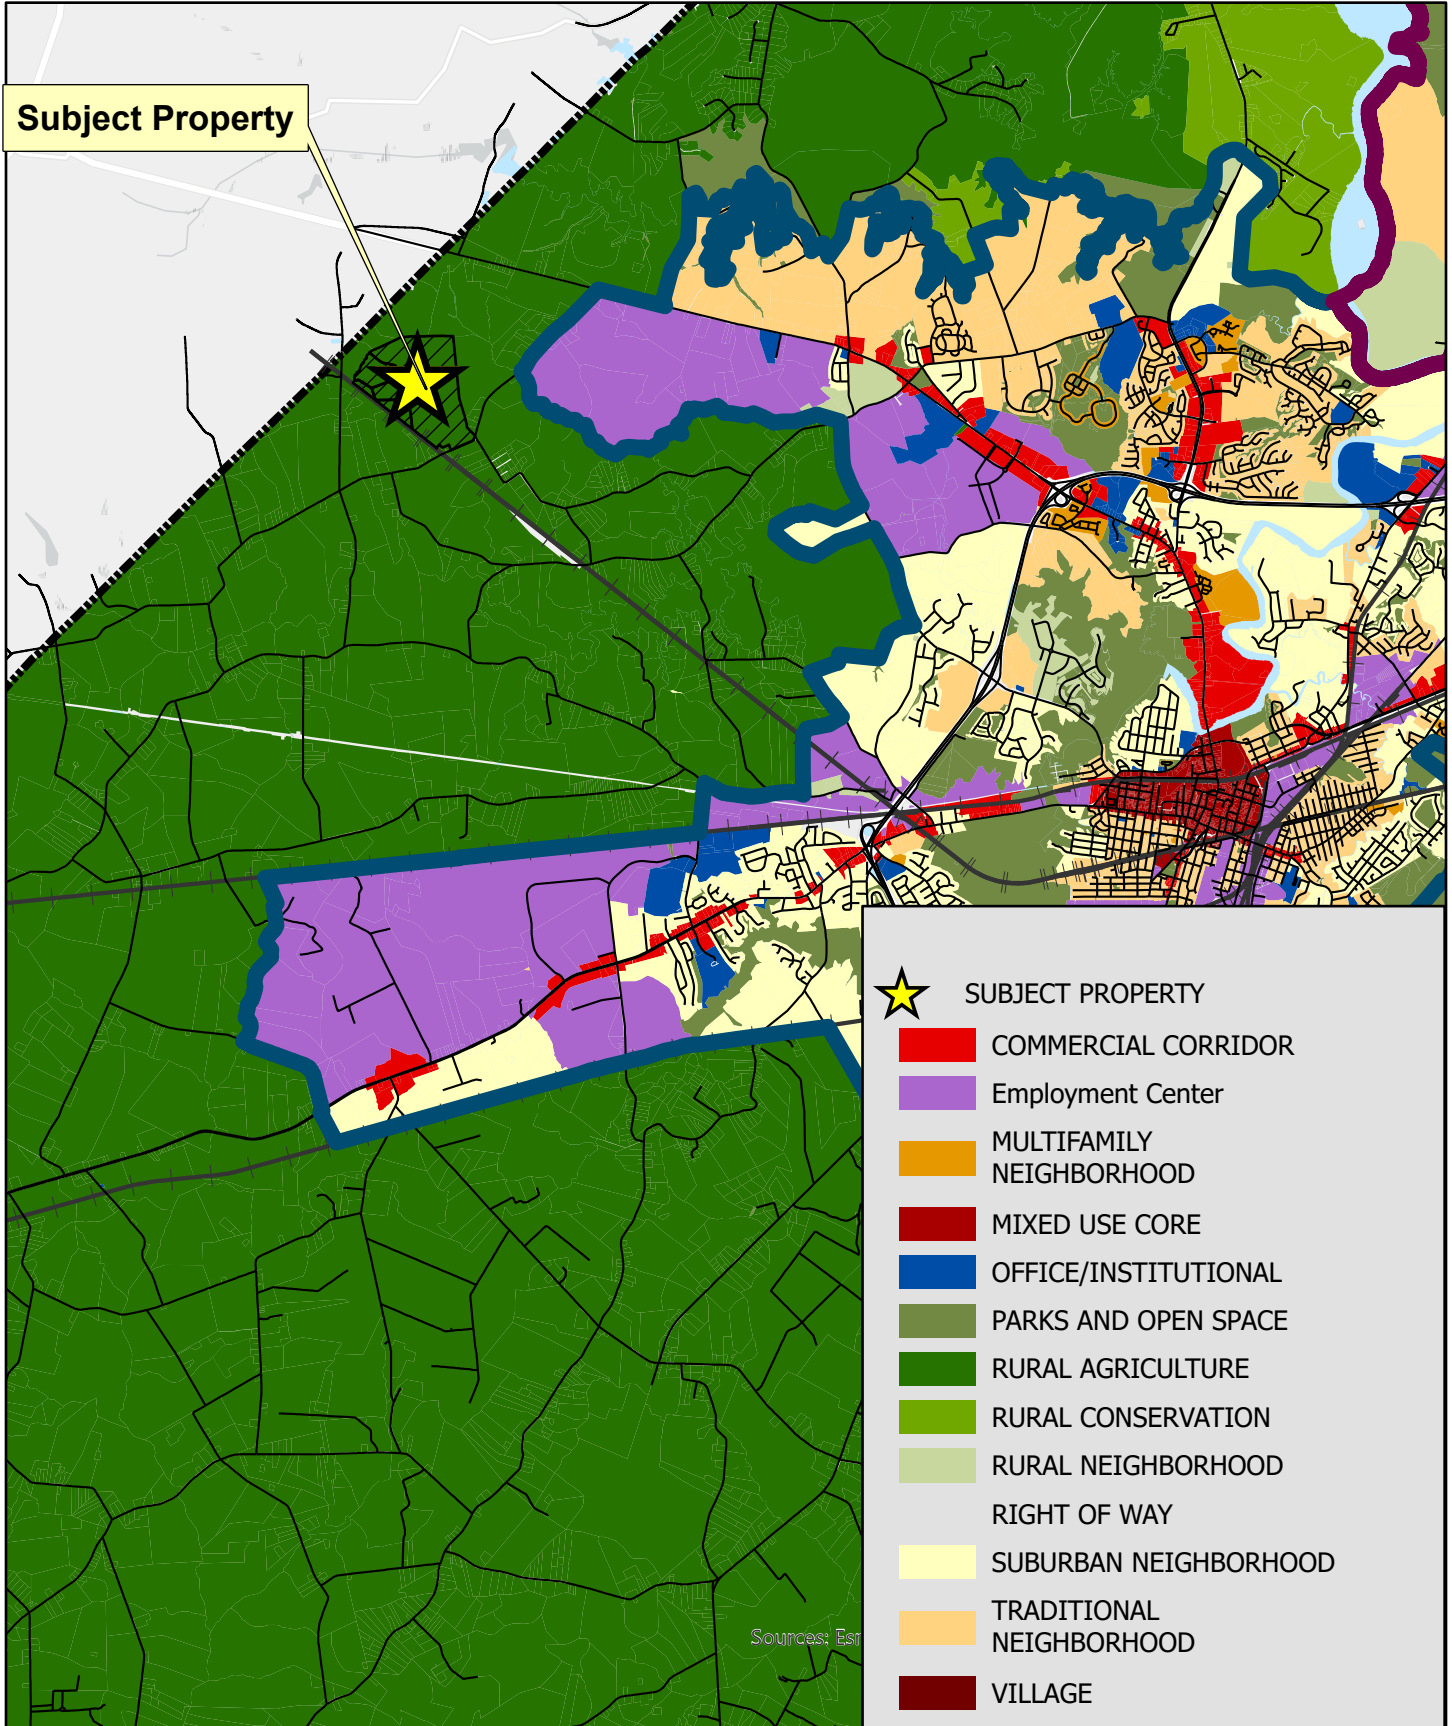 Subject Property
SUBJECT PROPERTY
COMMERCIAL CORRIDOR
Employment Center
MULTIFAMILY
NEIGHBORHOOD
MIXED USE CORE
OFFICE/INSTITUTIONAL
PARKS AND OPEN SPACE
RURAL AGRICULTURE
RURAL CONSERVATION
RURAL NEIGHBORHOOD
RIGHT OF WAY
SUBURBAN NEIGHBORHOOD
TRADITIONAL
NEIGHBORHOOD
VILLAGE
Sources: